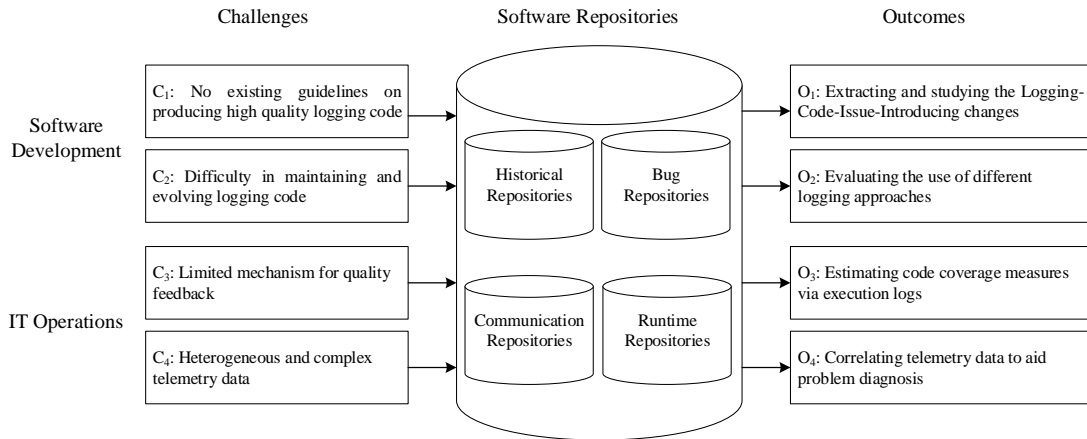 Challenges
Software Repositories
Outcomes
Software
Development
IT Operations
C₁: No existing guidelines on
producing high quality logging code
C₂: Difficulty in maintaining and
evolving logging code
C₃: Limited mechanism for quality
feedback
C₄: Heterogeneous and complex
telemetry data
Historical
Repositories
Bug
Repositories
Communication
Repositories
Runtime
Repositories
O₁: Extracting and studying the Logging-
Code-Issue-Introducing changes
O₂: Evaluating the use of different
logging approaches
O₃: Estimating code coverage measures
via execution logs
O₄: Correlating telemetry data to aid
problem diagnosis